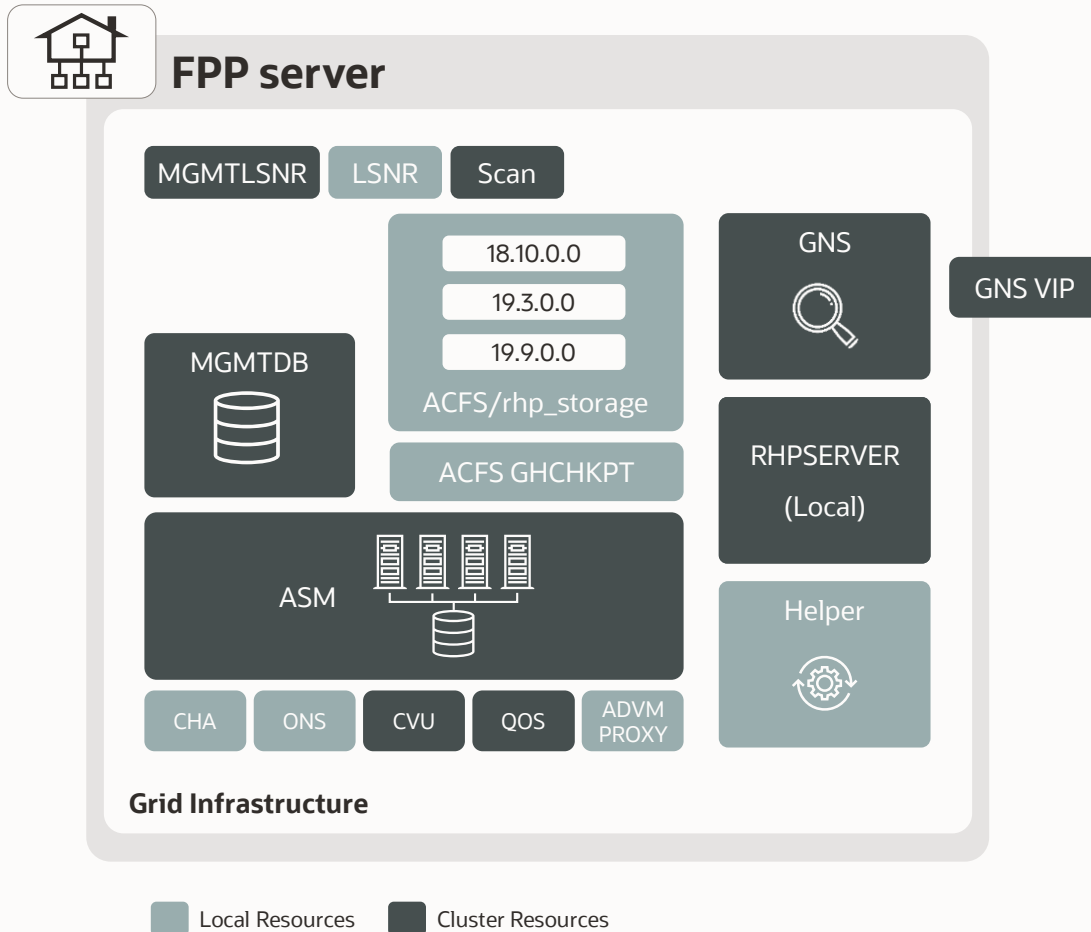 FPP server
MGMTLSNR
LSNR
Scan
18.10.0.0
19.3.0.0
19.9.0.0
ACFS/rhp_storage
GNS
GNS VIP
MGMTDB
ACFS GHCHKPT
RHPSERVER
(Local)
ASM
Helper
CHA
ONS
CVU
QOS
ADVM
PROXY
Grid Infrastructure
Local Resources
Cluster Resources